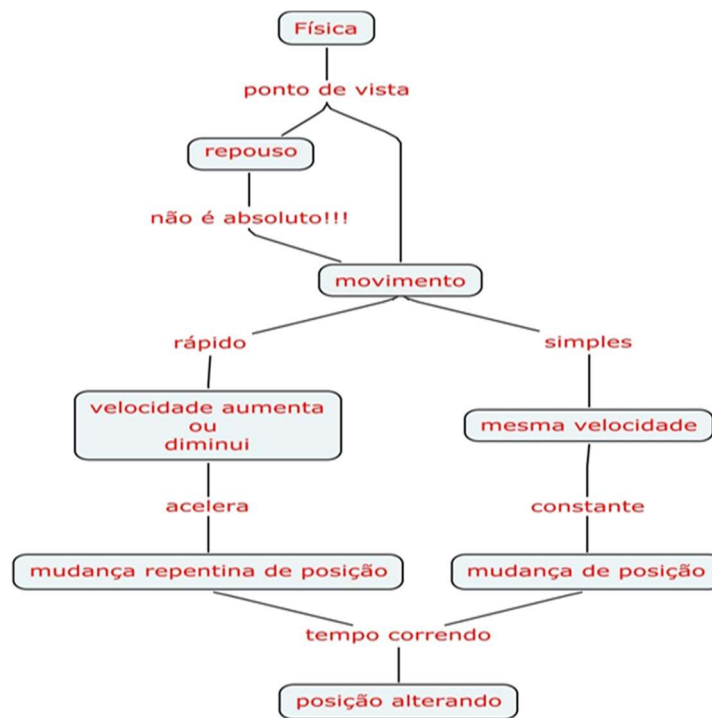 Física
ponto de vista
repouso
não é absoluto!!!
movimento
rápido
simples
velocidade aumenta
ou
diminui
mesma velocidade
acelera
constante
mudança repentina de posição
mudança de posição
tempo correndo
posição alterando